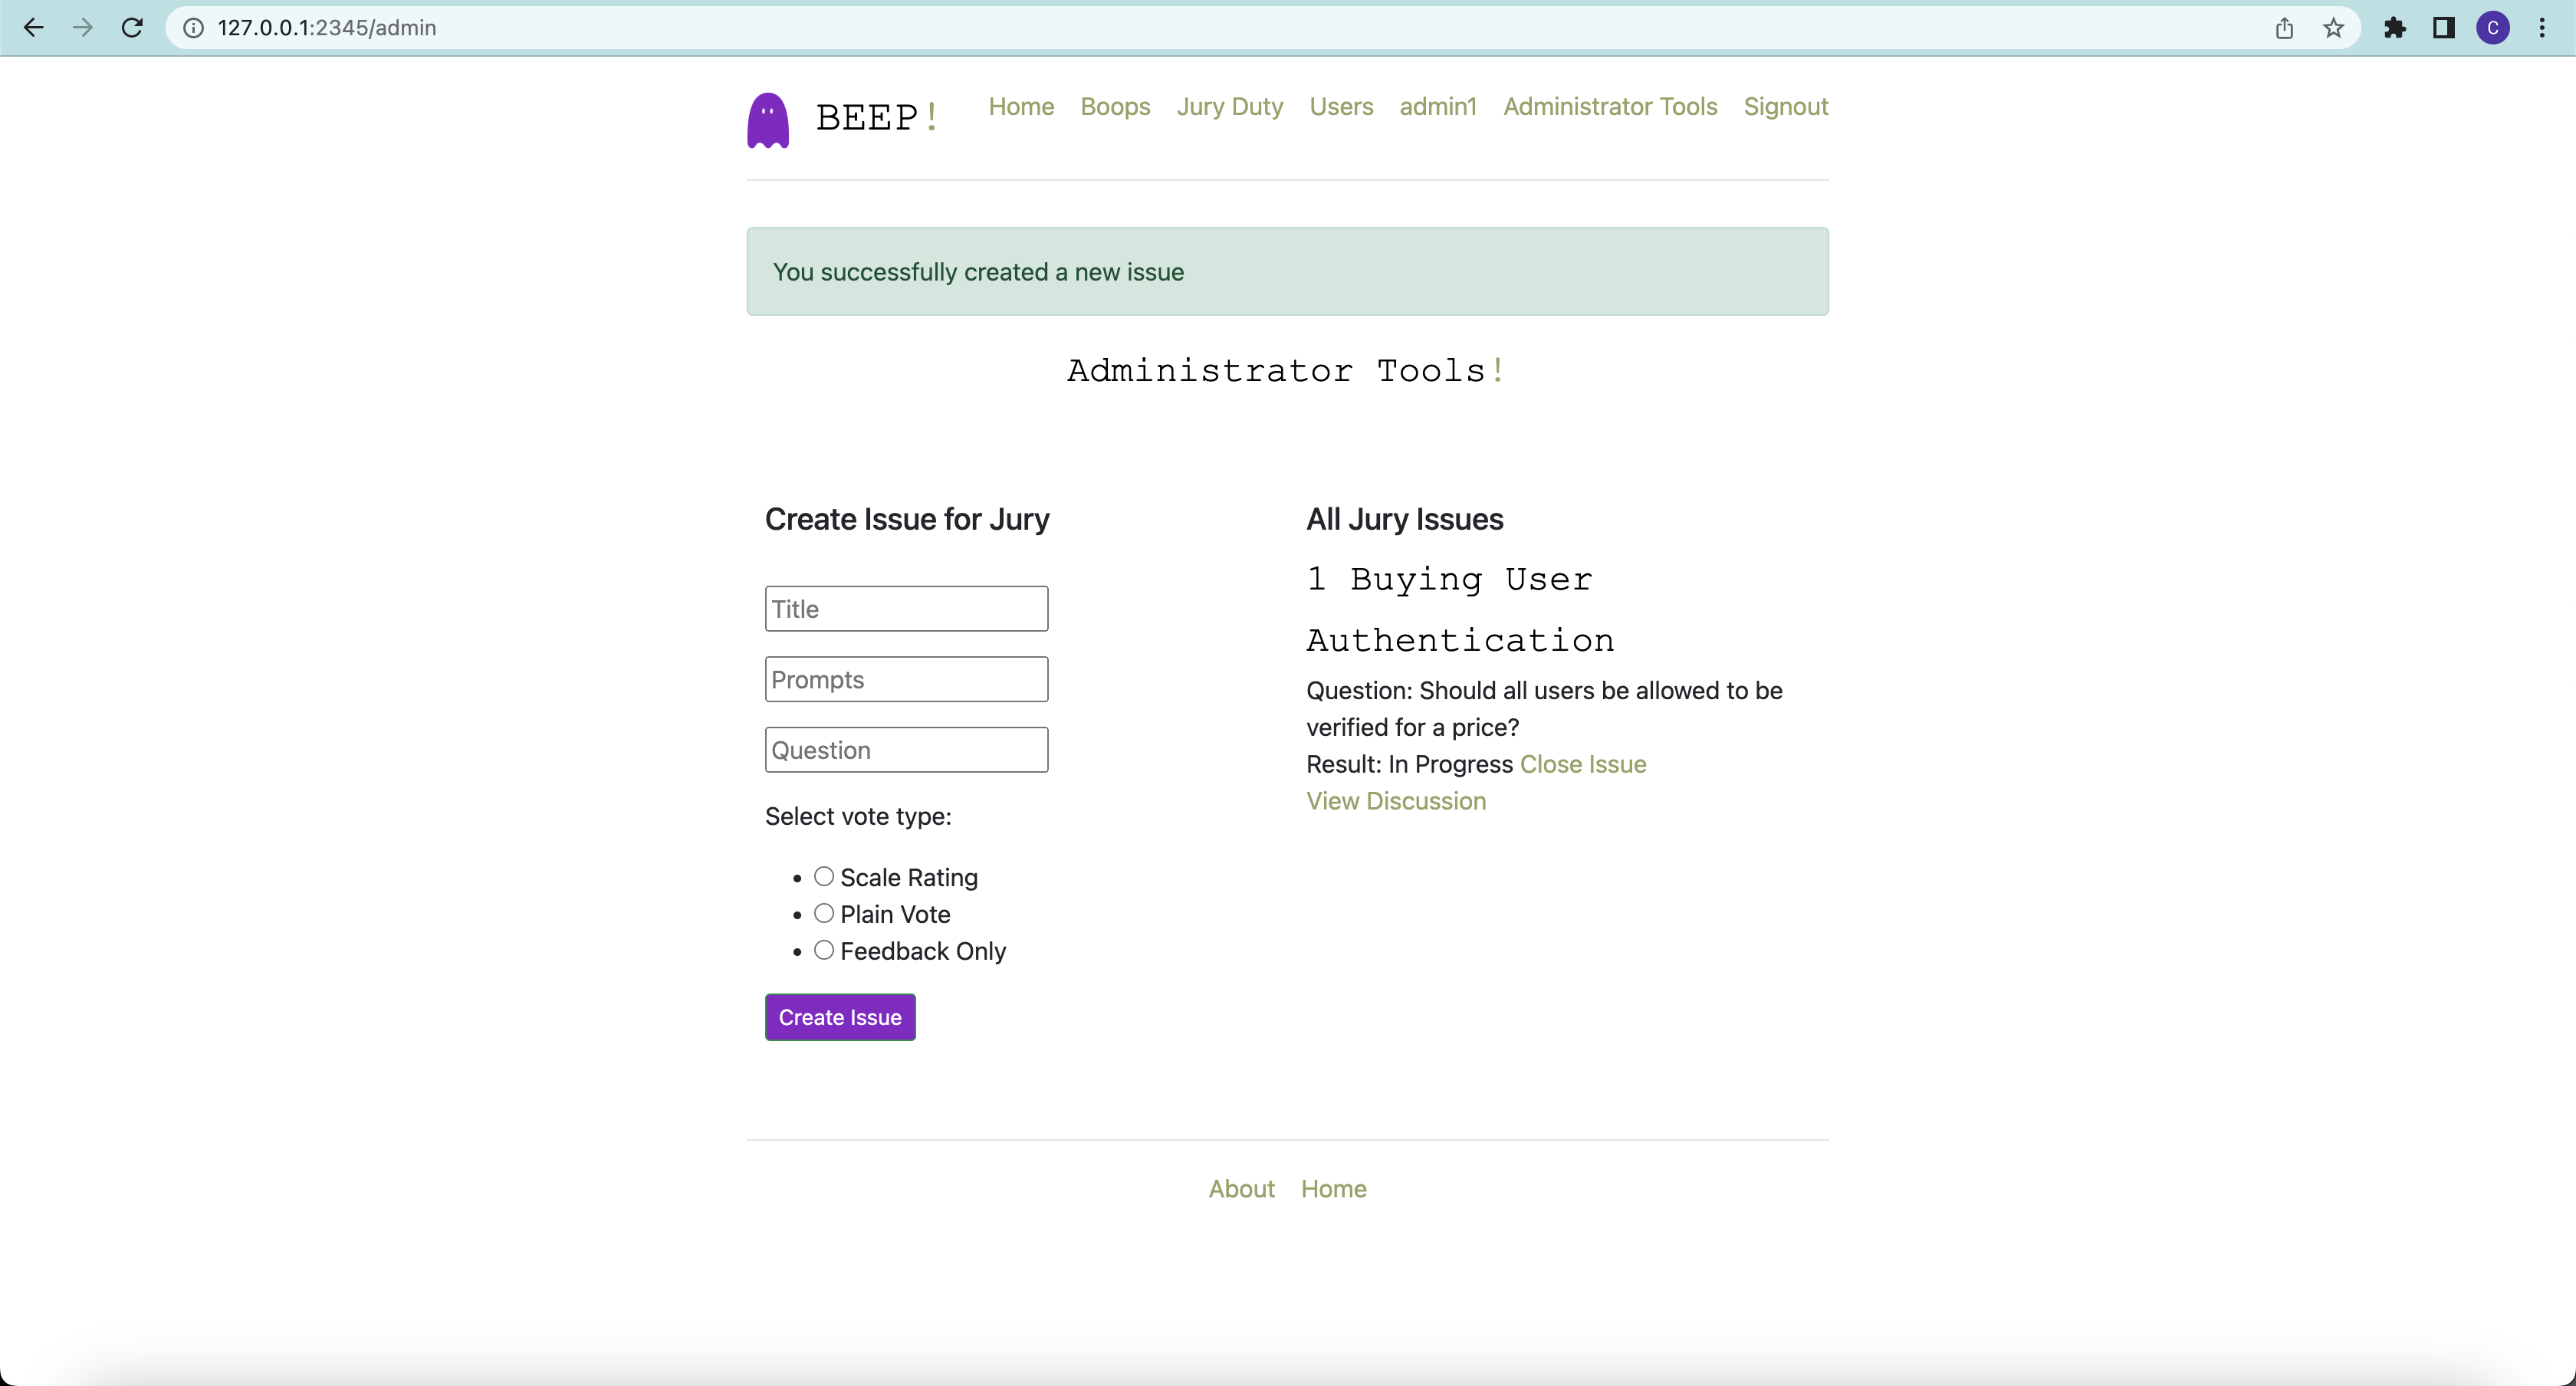 127.0.0.1:2345/admin
C
BEEP!
Home Boops Jury Duty Users admin1 Administrator Tools Signout
You successfully created a new issue
Administrator Tools!
Create Issue for Jury
Title
Prompts
Question
Select vote type:
Scale Rating
Plain Vote
Feedback Only
Create Issue
All Jury Issues
1 Buying User
Authentication
Question: Should all users be allowed to be
verified for a price?
Result: In Progress Close Issue
View Discussion
About Home